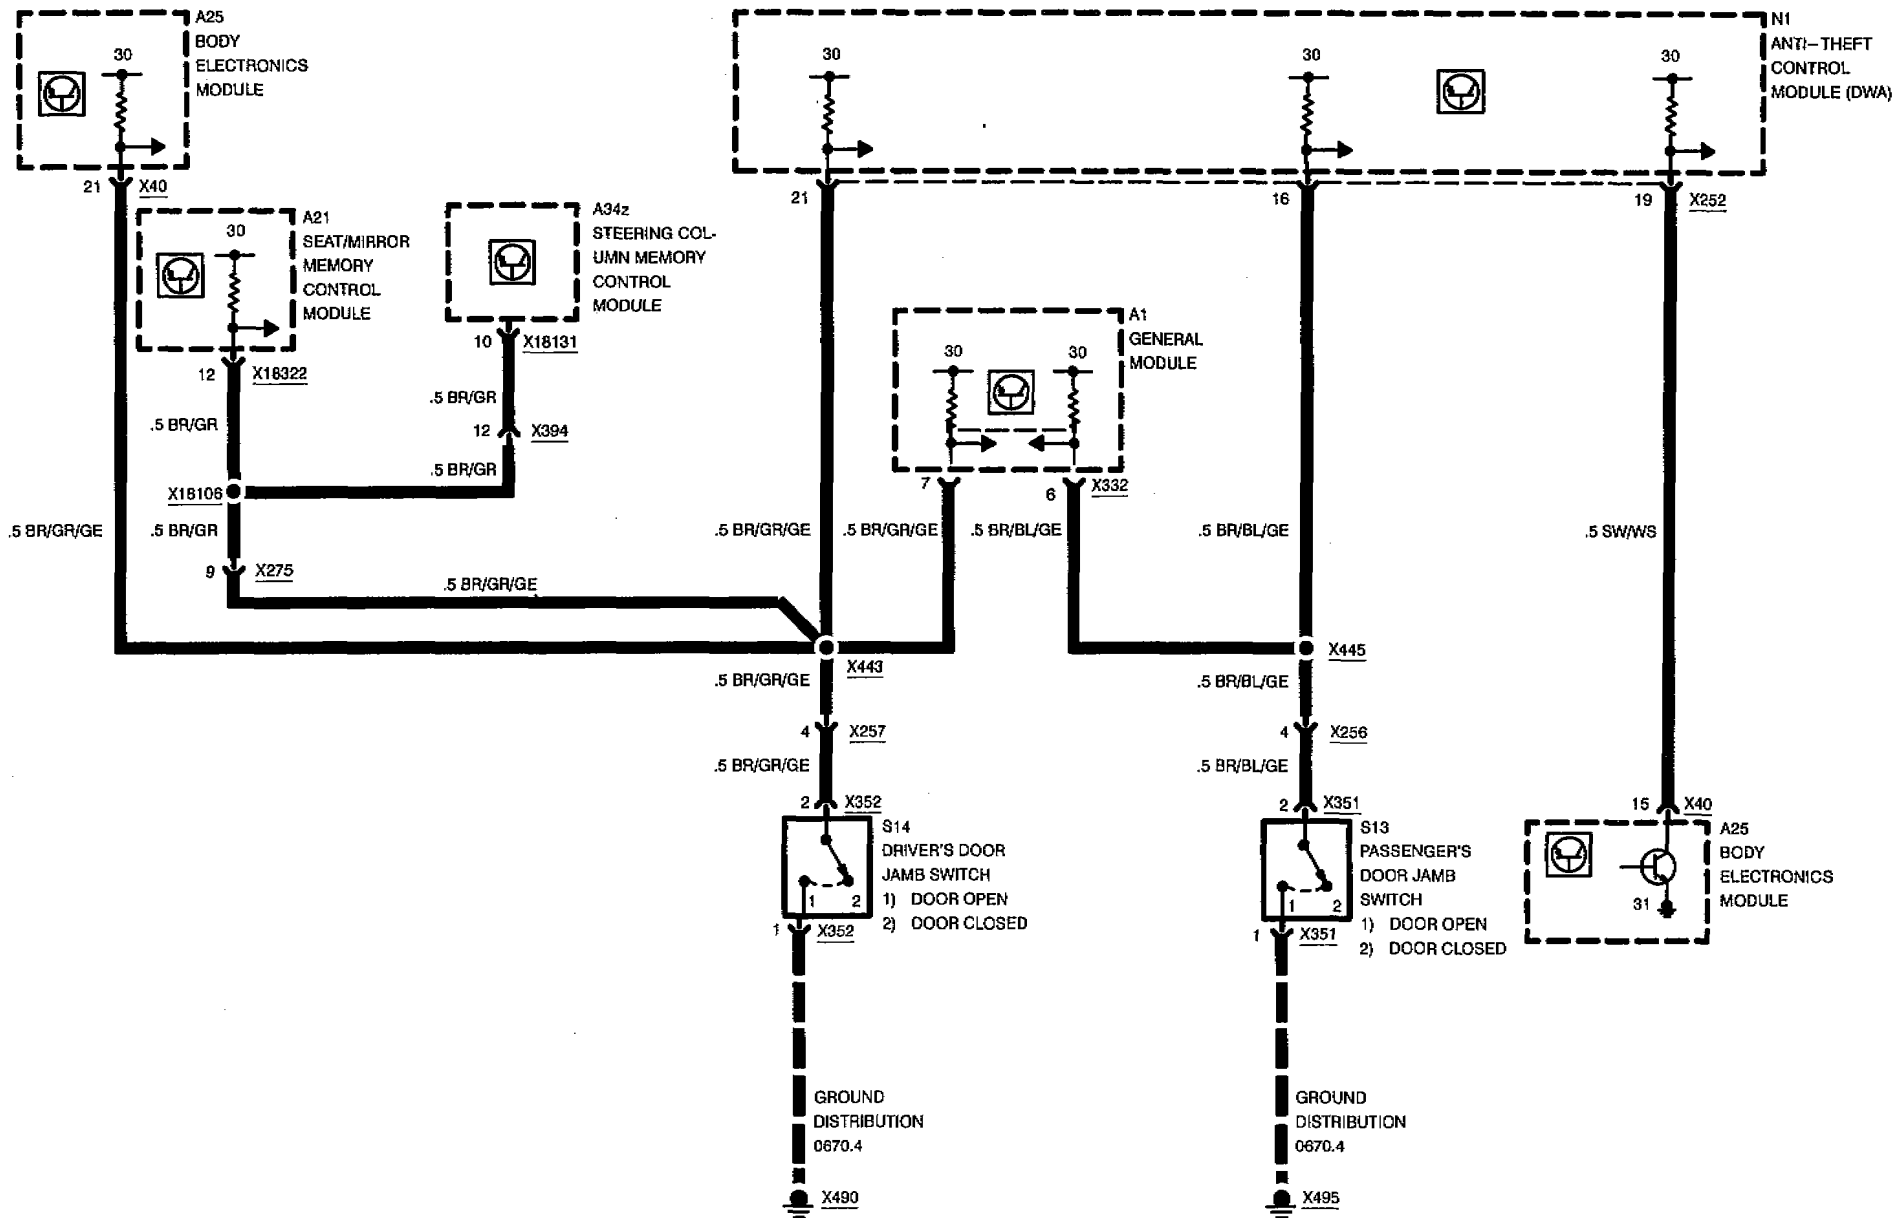 A25
BODY
ELECTRONICS
MODULE
30
21
X40
N1
ANTI-THEFT
CONTROL
MODULE (DWA)
30
30
30
21
16
19
X252
A21
SEAT/MIRROR
MEMORY
CONTROL
MODULE
30
12
X18322
A34z
STEERING COL-
UMN MEMORY
CONTROL
MODULE
10
X18131
.5 BR/GR
12
X394
.5 BR/GR
.5 BR/GR
X18106
.5 BR/GR
9
X275
A1
GENERAL
MODULE
30
30
7
6
X332
.5 BR/GR/GE
.5 BR/GR/GE
.5 BR/GR/GE
.5 BR/BL/GE
.5 BR/BL/GE
.5 SW/WS
.5 BR/GR/GE
X443
X445
.5 BR/GR/GE
.5 BR/BL/GE
4
X257
4
X256
.5 BR/GR/GE
.5 BR/BL/GE
2
X352
S14
DRIVER'S DOOR
JAMB SWITCH
1) DOOR OPEN
2) DOOR CLOSED
1
2
1
X352
2
X351
S13
PASSENGER'S
DOOR JAMB
SWITCH
1) DOOR OPEN
2) DOOR CLOSED
1
2
1
X351
15
X40
A25
BODY
ELECTRONICS
MODULE
31
GROUND
DISTRIBUTION
0670.4
X490
GROUND
DISTRIBUTION
0670.4
X495